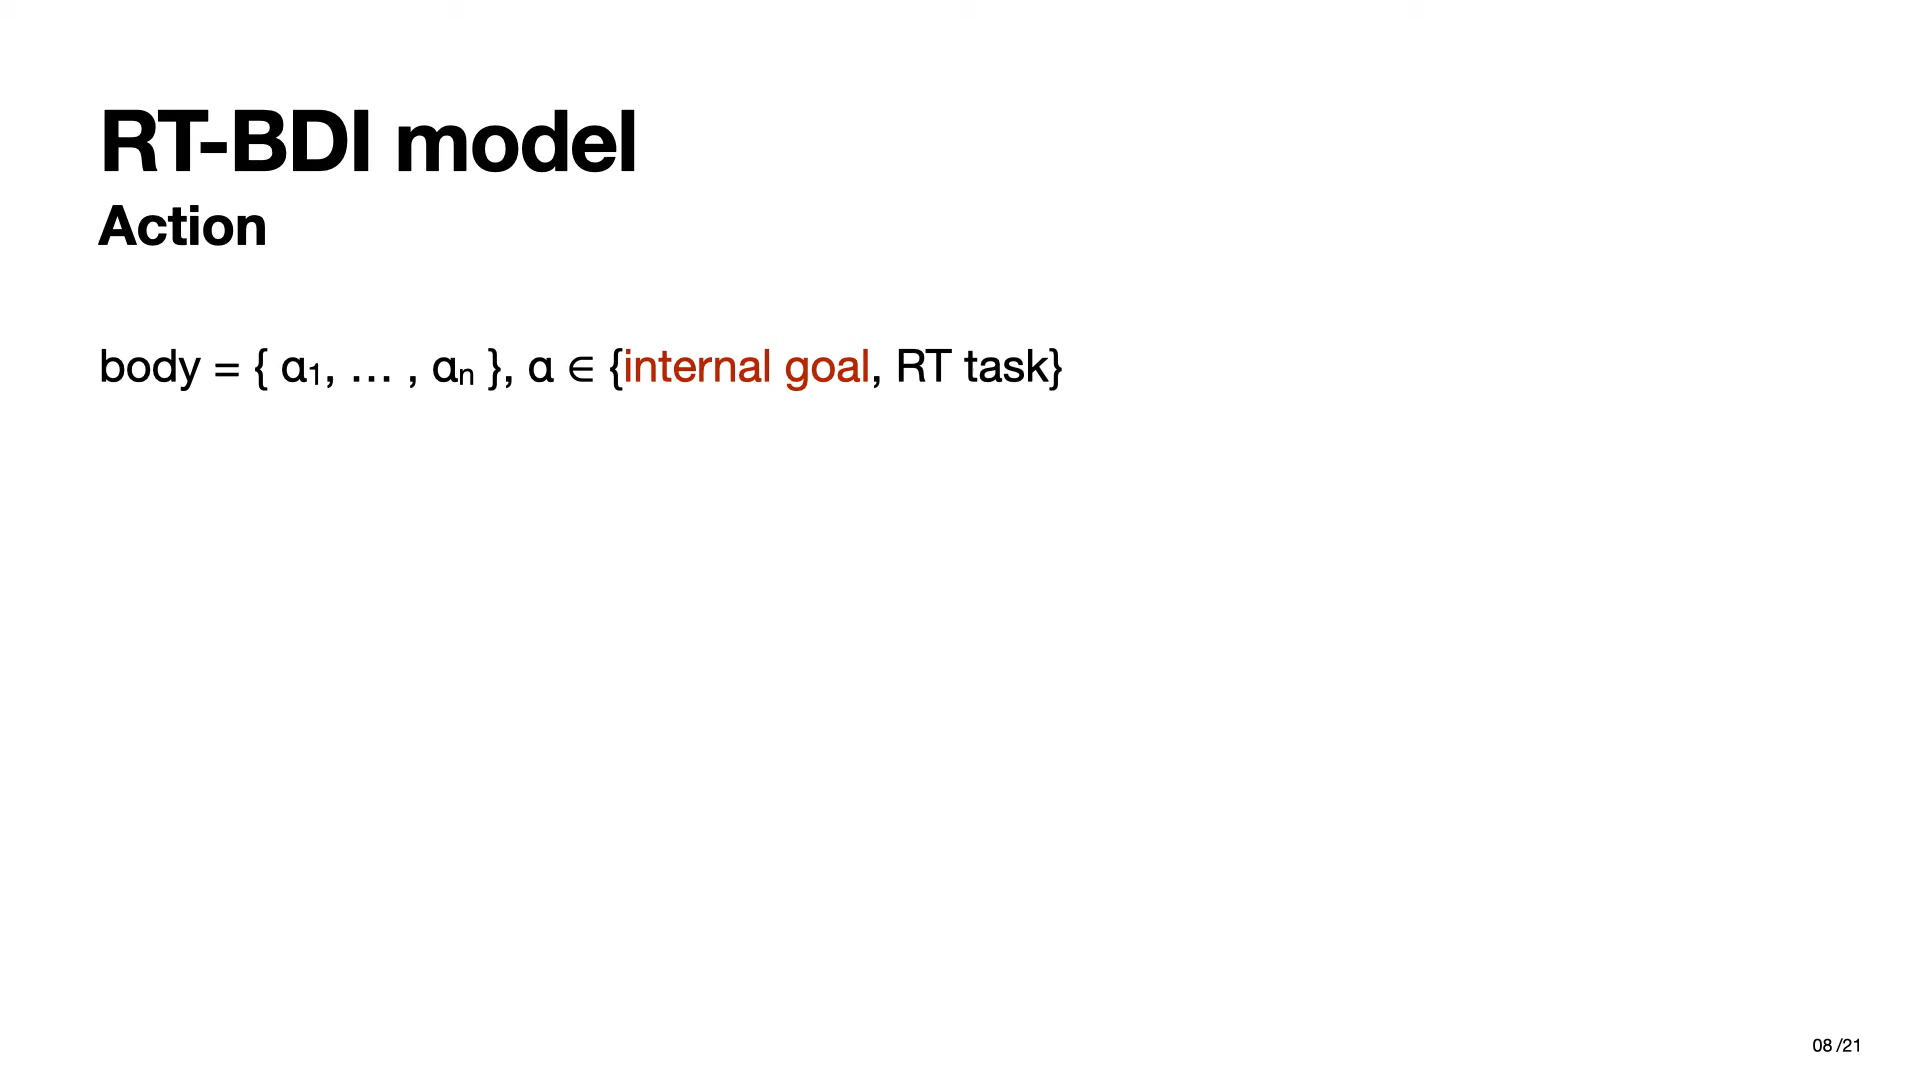 RT-BDI model
Action
body = { α₁, … , αₙ }, α ∈ {internal goal, RT task}
08 /21